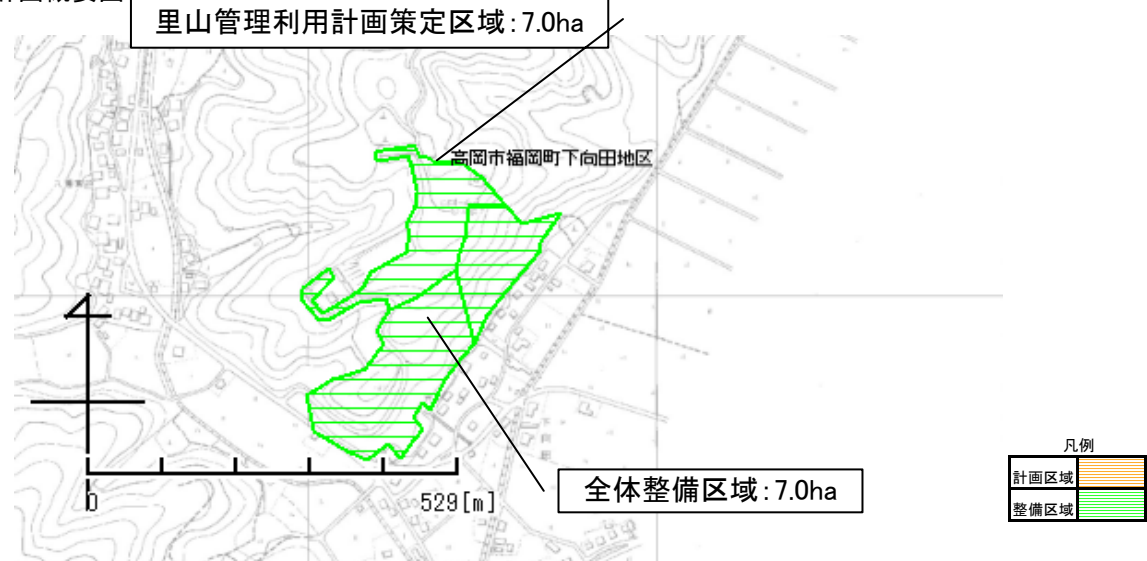 里山管理利用計画策定区域：7.0ha
高岡市福岡町下向田地区
全体整備区域：7.0ha
0
529[m]
凡例
計画区域
整備区域